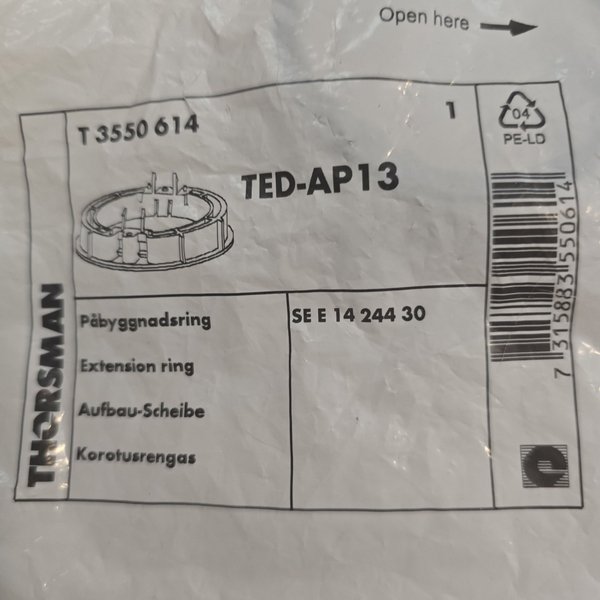 Open here
T 3550 614
1
04
PE-LD
TED-AP13
THORSMAN
Påbyggnadsring
SE E 14 244 30
Extension ring
Aufbau-Scheibe
Korotusrengas
7 315883 550614